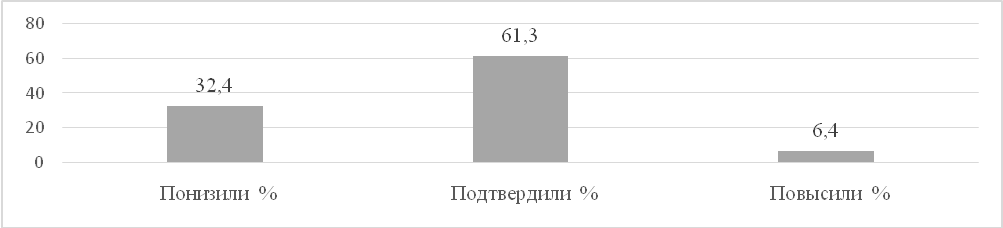 80
60
40
20
0
32,4
61,3
6,4
Понизили %
Подтвердили %
Повысили %